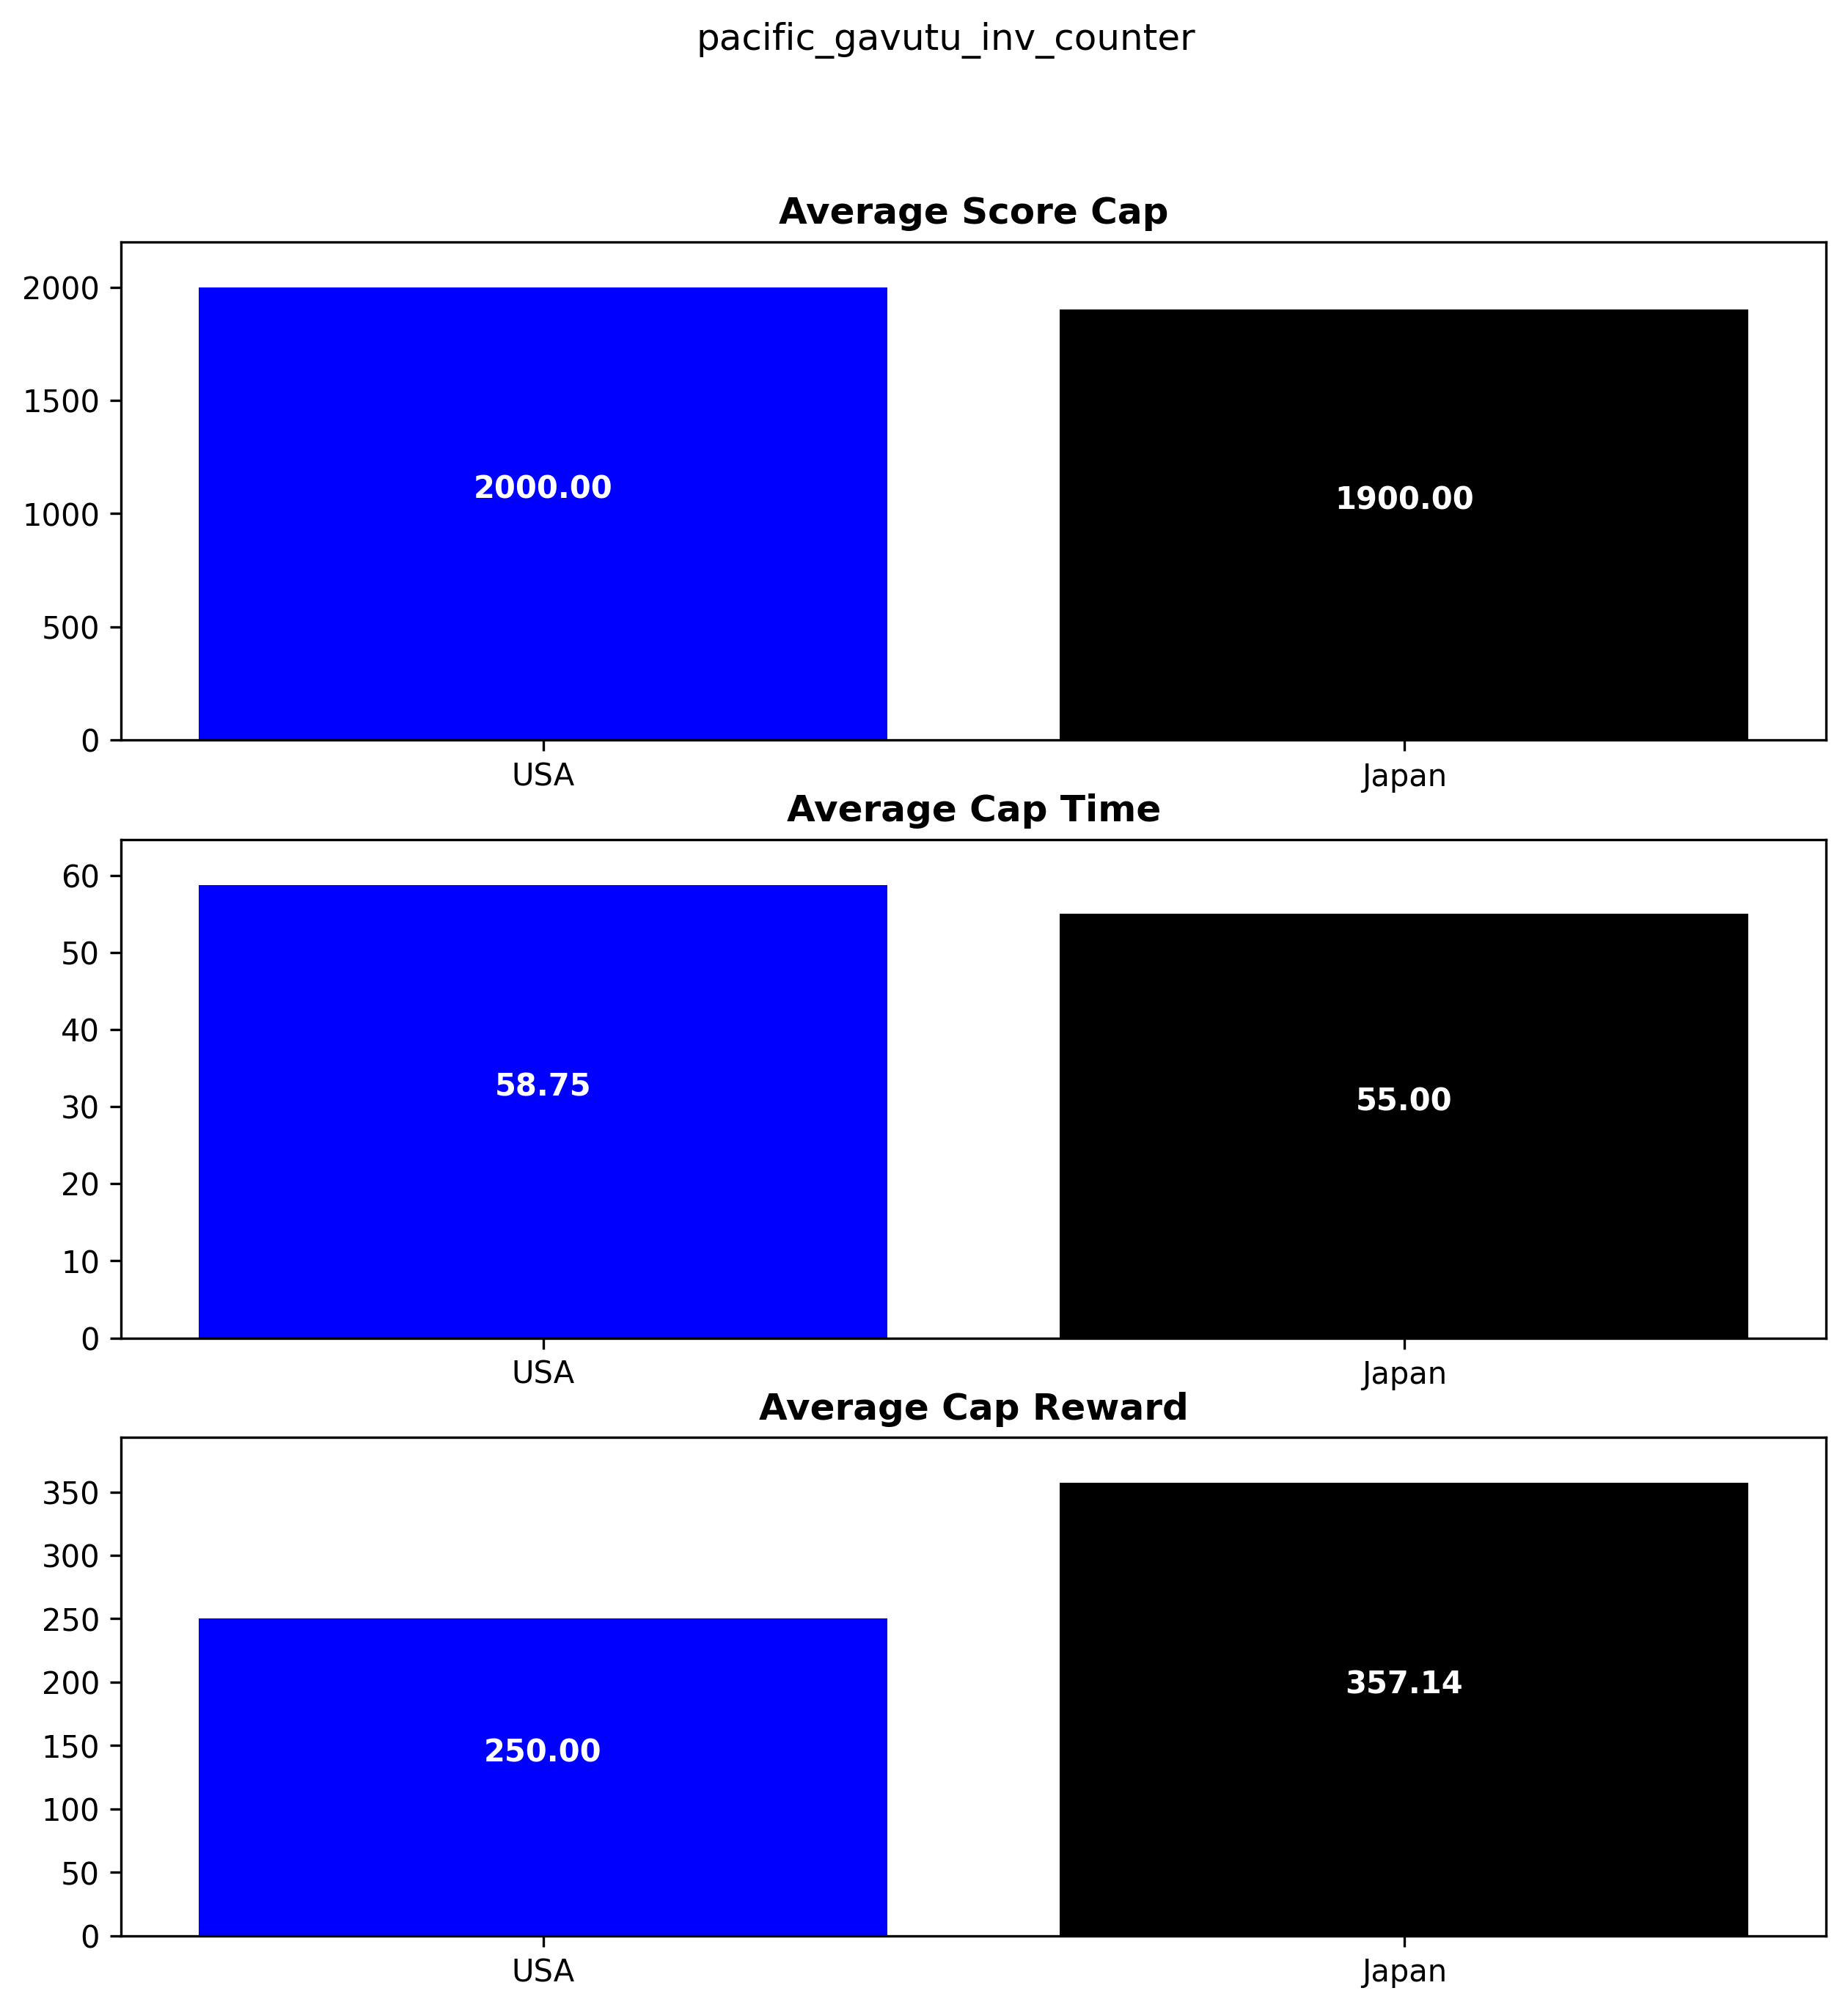 pacific_gavutu_inv_counter
Average Score Cap
2000
1500
1000
500
0
2000.00
1900.00
USA
Japan
Average Cap Time
60
50
40
30
20
10
0
58.75
55.00
USA
Japan
Average Cap Reward
350
300
250
200
150
100
50
0
250.00
357.14
USA
Japan